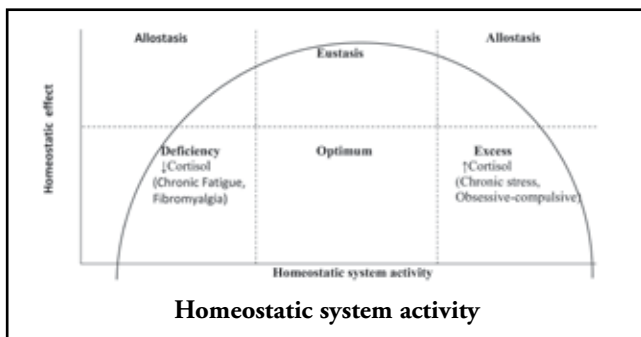 Allostasis
Allostasis
Eustasis
Homeostatic effect
Deficiency
↓Cortisol
(Chronic Fatigue,
Fibromyalgia)
Optimum
Excess
↑Cortisol
(Chronic stress,
Obsessive-compulsive)
Homeostatic system activity
Homeostatic system activity